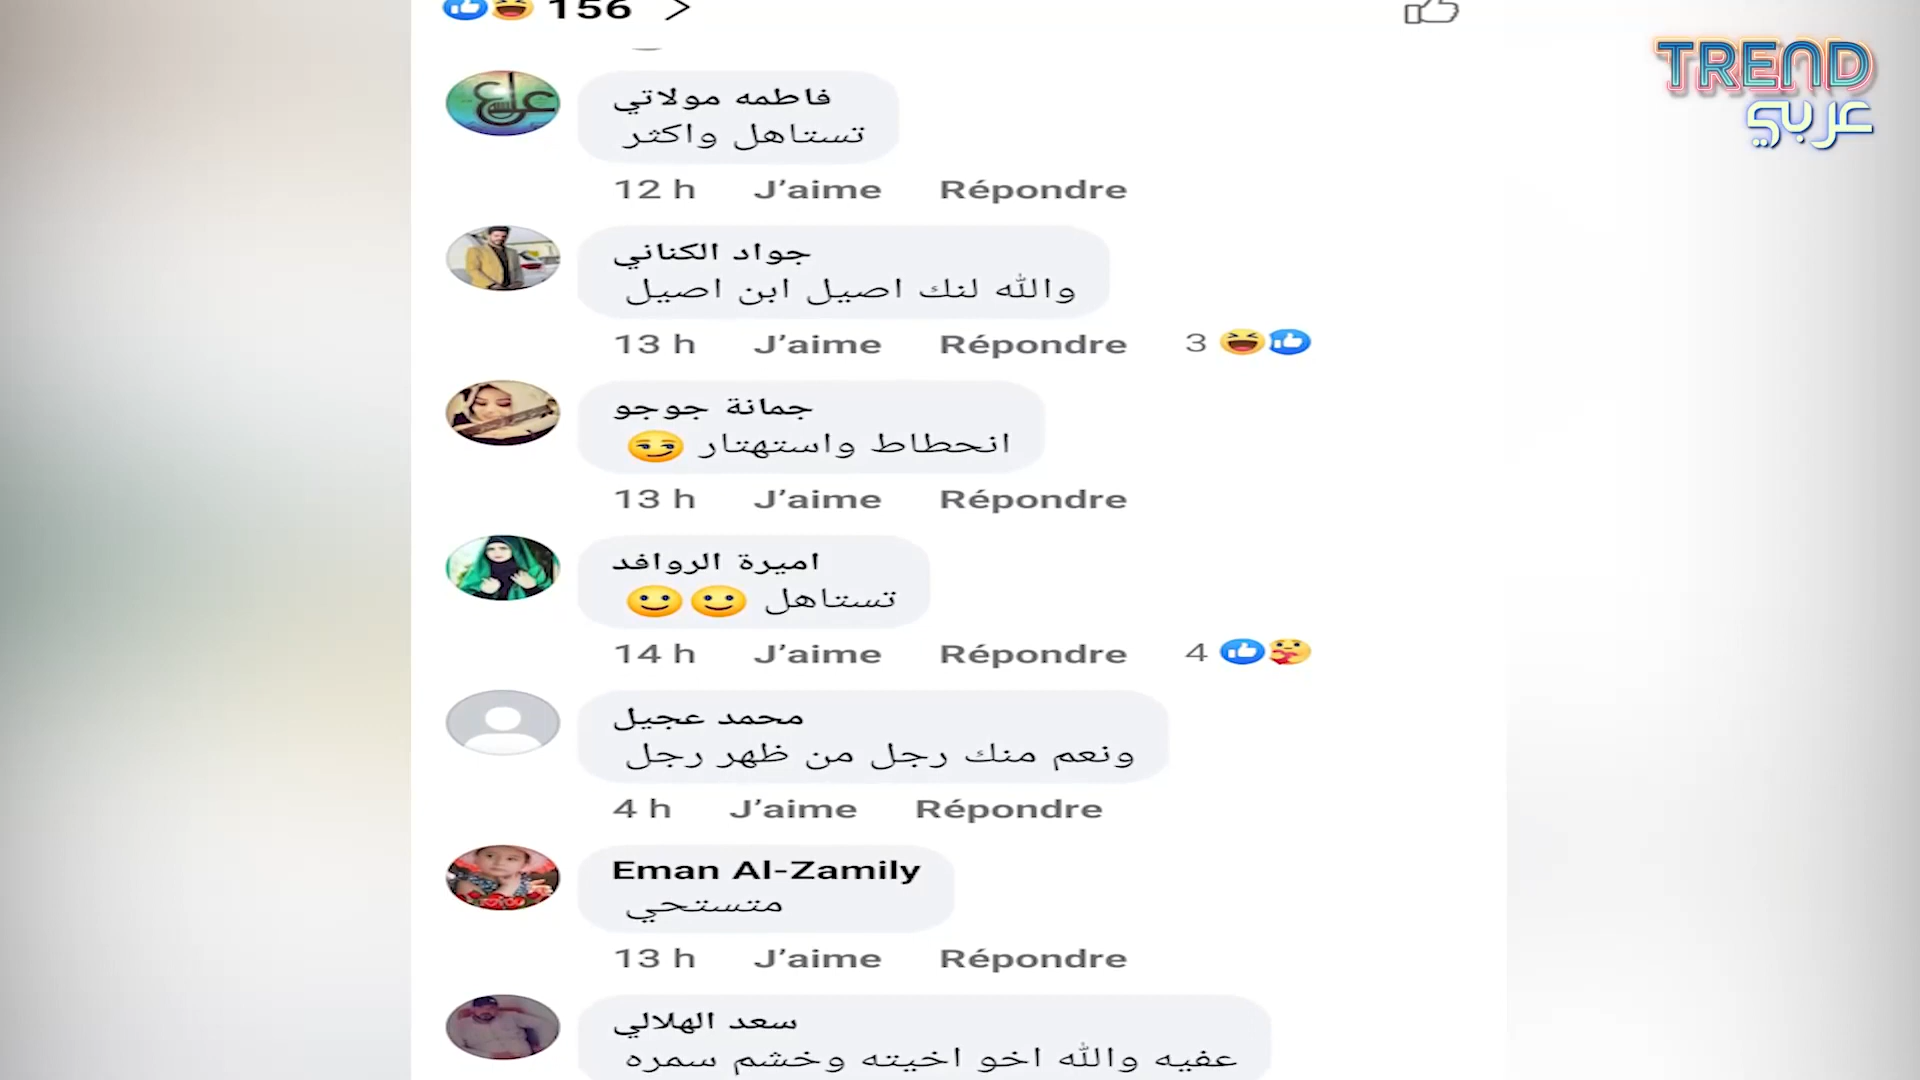 156
TREND
عربي
فاطمه مولاتي
تستاهل واكثر
12 h J’aime Répondre
جواد الكناني
والله لنك اصيل ابن اصيل
13 h J’aime Répondre 3
جمانة جوجو
انحطاط واستهتار 😏
13 h J’aime Répondre
اميرة الروافد
تستاهل 🙂🙂
14 h J’aime Répondre 4
محمد عجيل
ونعم منك رجل من ظهر رجل
4 h J’aime Répondre
Eman Al-Zamily
متستحي
13 h J’aime Répondre
سعد الهلالي
عفيه والله اخو اخيته وخشم سمره